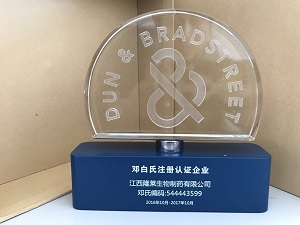 DUN & BRADSTREET
&
邓白氏注册认证企业
江西隆莱生物制药有限公司
邓氏编码:544443599
2016年10月-2017年10月